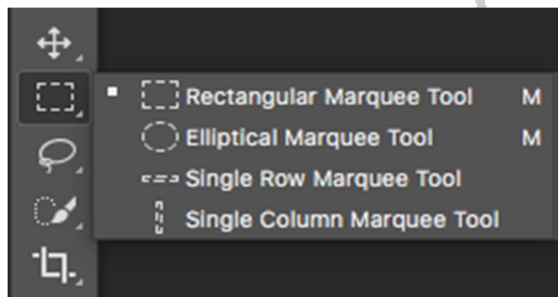 Rectangular Marquee Tool M
Elliptical Marquee Tool M
Single Row Marquee Tool
Single Column Marquee Tool